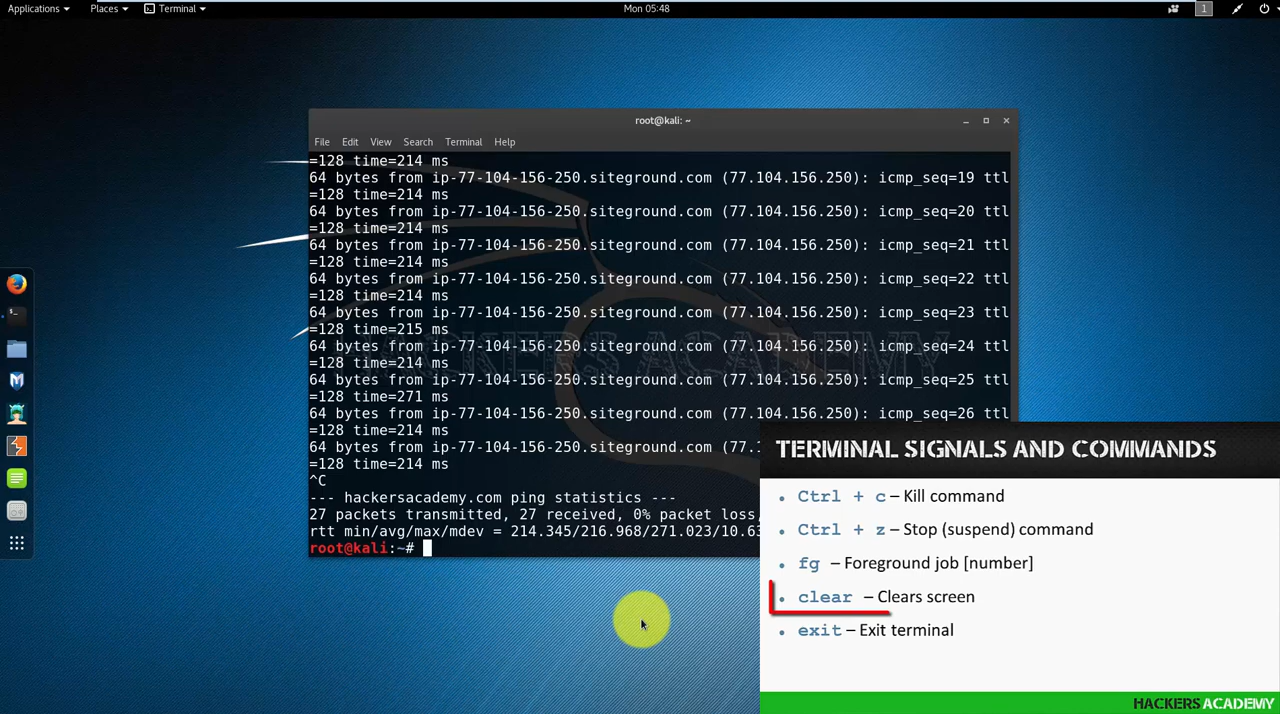 Applications Places Terminal Mon 05:48 1
root@kali: ~
File Edit View Search Terminal Help
=128 time=214 ms
64 bytes from ip-77-104-156-250.siteground.com (77.104.156.250): icmp_seq=19 ttl
=128 time=214 ms
64 bytes from ip-77-104-156-250.siteground.com (77.104.156.250): icmp_seq=20 ttl
=128 time=214 ms
64 bytes from ip-77-104-156-250.siteground.com (77.104.156.250): icmp_seq=21 ttl
=128 time=214 ms
64 bytes from ip-77-104-156-250.siteground.com (77.104.156.250): icmp_seq=22 ttl
=128 time=214 ms
64 bytes from ip-77-104-156-250.siteground.com (77.104.156.250): icmp_seq=23 ttl
=128 time=215 ms
64 bytes from ip-77-104-156-250.siteground.com (77.104.156.250): icmp_seq=24 ttl
=128 time=214 ms
64 bytes from ip-77-104-156-250.siteground.com (77.104.156.250): icmp_seq=25 ttl
=128 time=271 ms
64 bytes from ip-77-104-156-250.siteground.com (77.104.156.250): icmp_seq=26 ttl
=128 time=214 ms
64 bytes from ip-77-104-156-250.siteground.com (77.1
=128 time=214 ms
^C
--- hackersacademy.com ping statistics ---
27 packets transmitted, 27 received, 0% packet loss,
rtt min/avg/max/mdev = 214.345/216.968/271.023/10.63
root@kali:~#
HACKERS ACADEMY
TERMINAL SIGNALS AND COMMANDS
• Ctrl + c – Kill command
• Ctrl + z – Stop (suspend) command
• fg – Foreground job [number]
• clear – Clears screen
• exit – Exit terminal
HACKERS ACADEMY